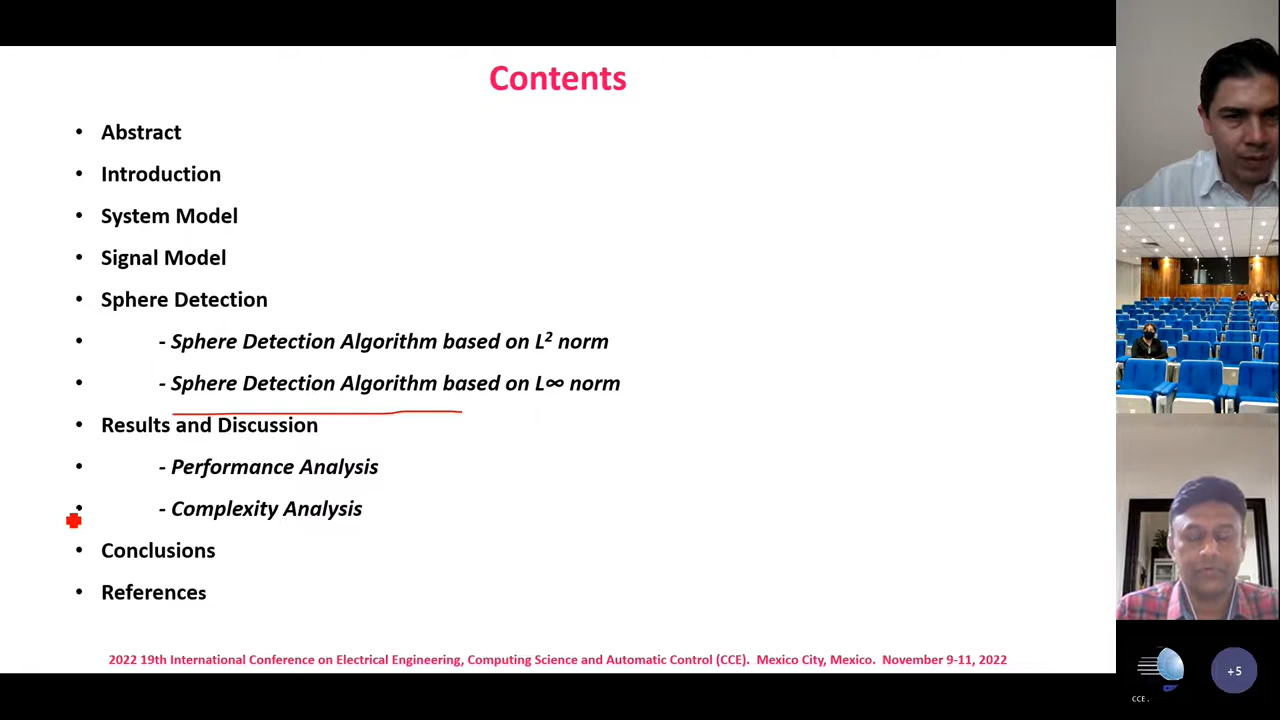 Contents
• Abstract
• Introduction
• System Model
• Signal Model
• Sphere Detection
• - Sphere Detection Algorithm based on L² norm
• - Sphere Detection Algorithm based on L∞ norm
• Results and Discussion
• - Performance Analysis
• - Complexity Analysis
• Conclusions
• References
2022 19th International Conference on Electrical Engineering, Computing Science and Automatic Control (CCE). Mexico City, Mexico. November 9-11, 2022
CCE .
+5